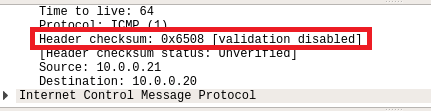 Time to live: 64
Protocol: ICMP (1)
Header checksum: 0x6508 [validation disabled]
[Header checksum status: Unverified]
Source: 10.0.0.21
Destination: 10.0.0.20
Internet Control Message Protocol